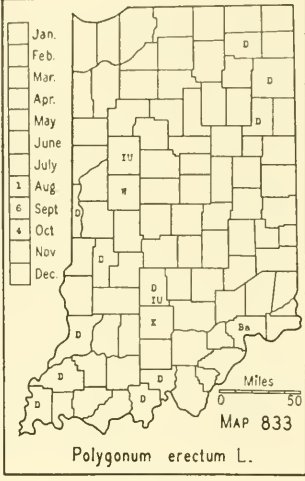 Jan.
Feb.
Mar.
Apr.
May
June
July
1 Aug.
6 Sept
4 Oct
Nov
Dec.
D
D
D
IU
W
D
D
D
IU
K
D
Ba
D
D
D
D
Miles
0 50
MAP 833
Polygonum erectum L.